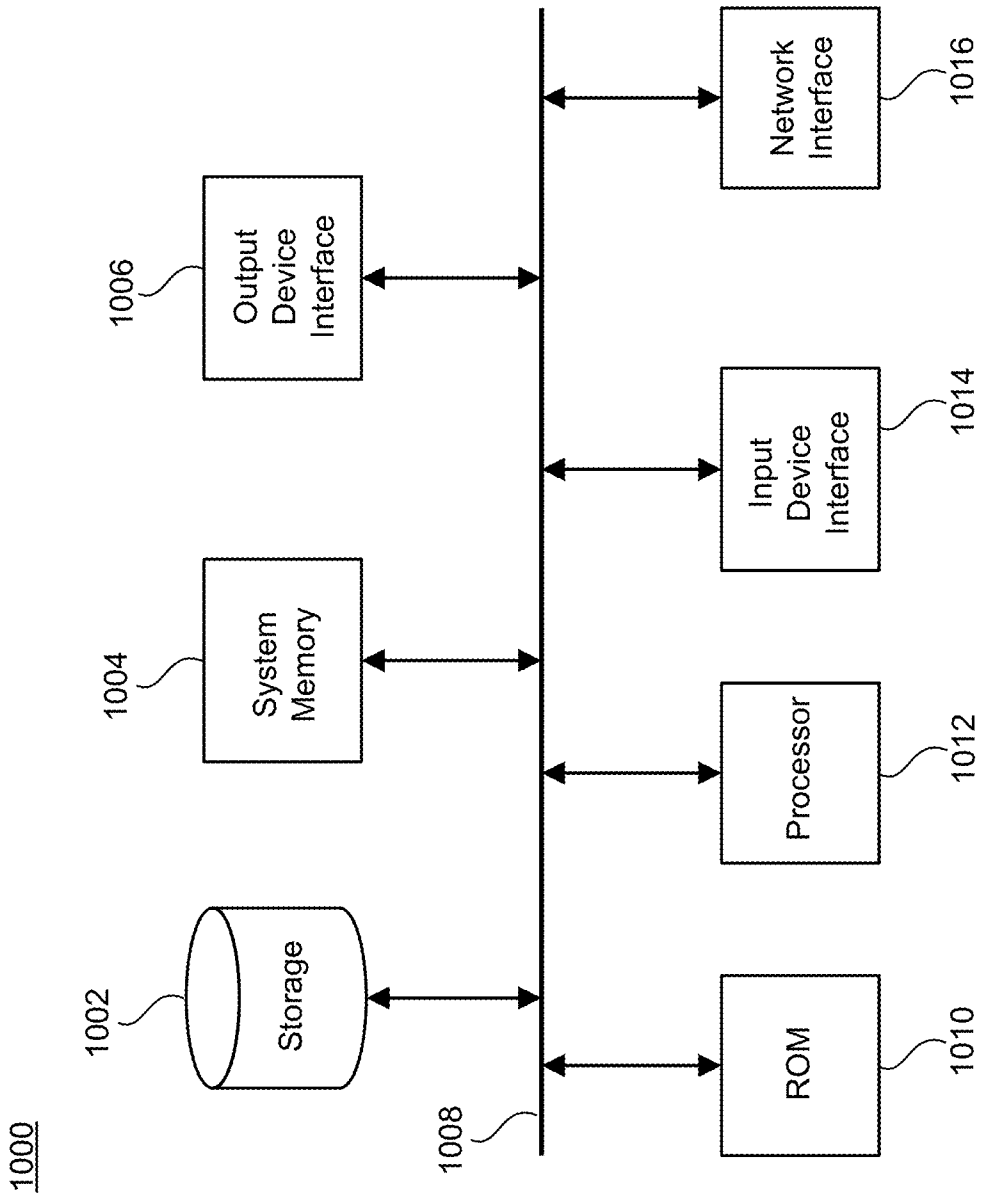 1000
1002
Storage
1004
System
Memory
1006
Output
Device
Interface
1008
ROM
1010
Processor
1012
Input
Device
Interface
1014
Network
Interface
1016